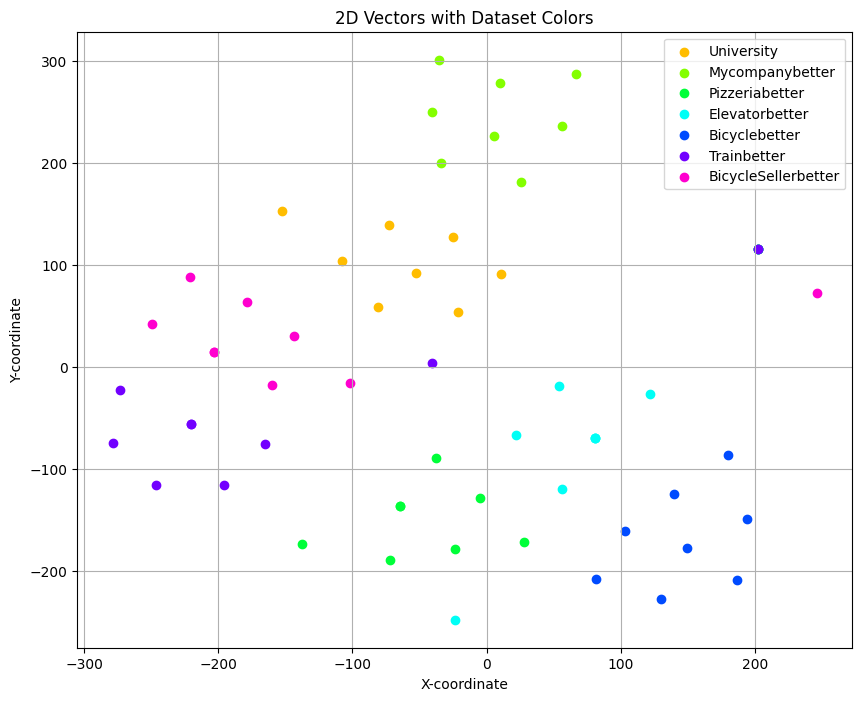 2D Vectors with Dataset Colors
University
Mycompanybetter
Pizzeriabetter
Elevatorbetter
Bicyclebetter
Trainbetter
BicycleSellerbetter
Y-coordinate
300
200
100
0
−100
−200
−300
−200
−100
0
100
200
X-coordinate